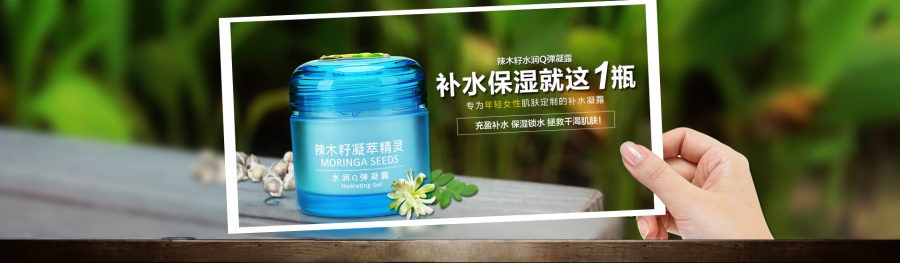 辣木籽水润Q弹凝露
补水保湿就这1瓶
专为年轻女性肌肤定制的补水凝露
充盈补水 保湿锁水 拯救干渴肌肤!
辣木籽凝萃精灵
MORINGA SEEDS
水润Q弹凝露
Hydrating Gel